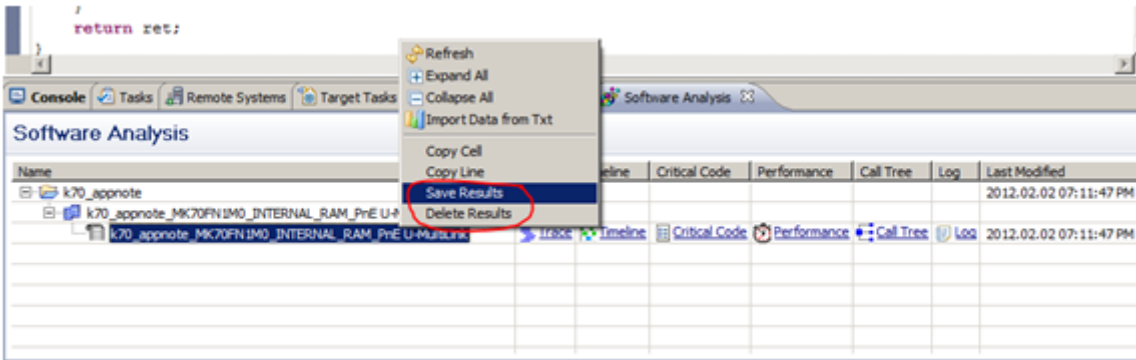 }
return ret;
}
Refresh
Expand All
Collapse All
Import Data from Txt
Copy Cell
Copy Line
Save Results
Delete Results
Console Tasks Remote Systems Target Tasks Software Analysis
Software Analysis
Name Critical Code Performance Call Tree Log Last Modified
k70_appnote 2012.02.02 07:11:47 PM
k70_appnote_MK70FN1M0_INTERNAL_RAM_PnE U-M
k70_appnote_MK70FN1M0_INTERNAL_RAM_PnE U-MultiLink Trace Timeline Critical Code Performance Call Tree Log 2012.02.02 07:11:47 PM